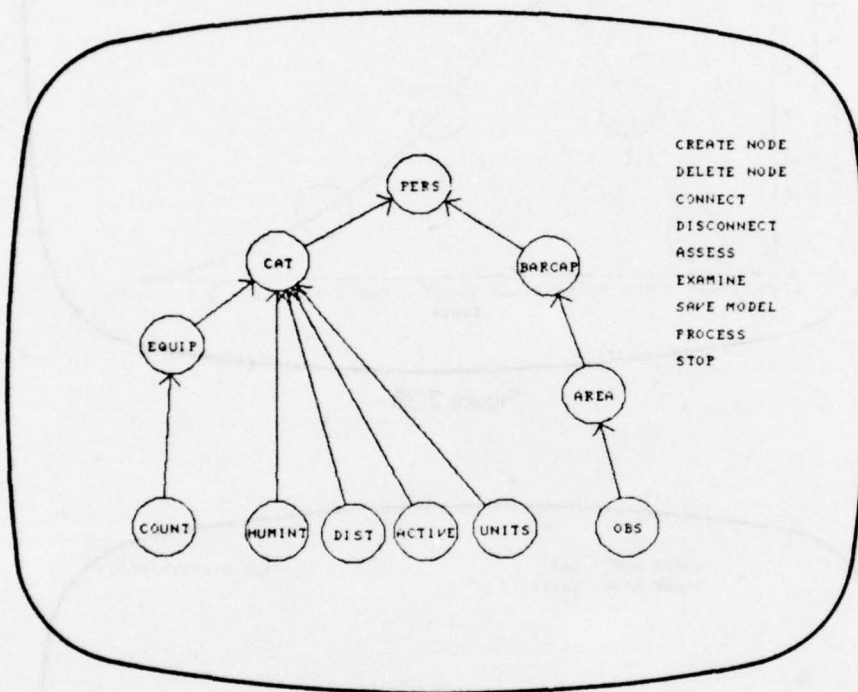 PERS
CAT
BARCAP
EQUIP
AREA
COUNT
HUMINT
DIST
ACTIVE
UNITS
OBS
CREATE NODE
DELETE NODE
CONNECT
DISCONNECT
ASSESS
EXAMINE
SAVE MODEL
PROCESS
STOP